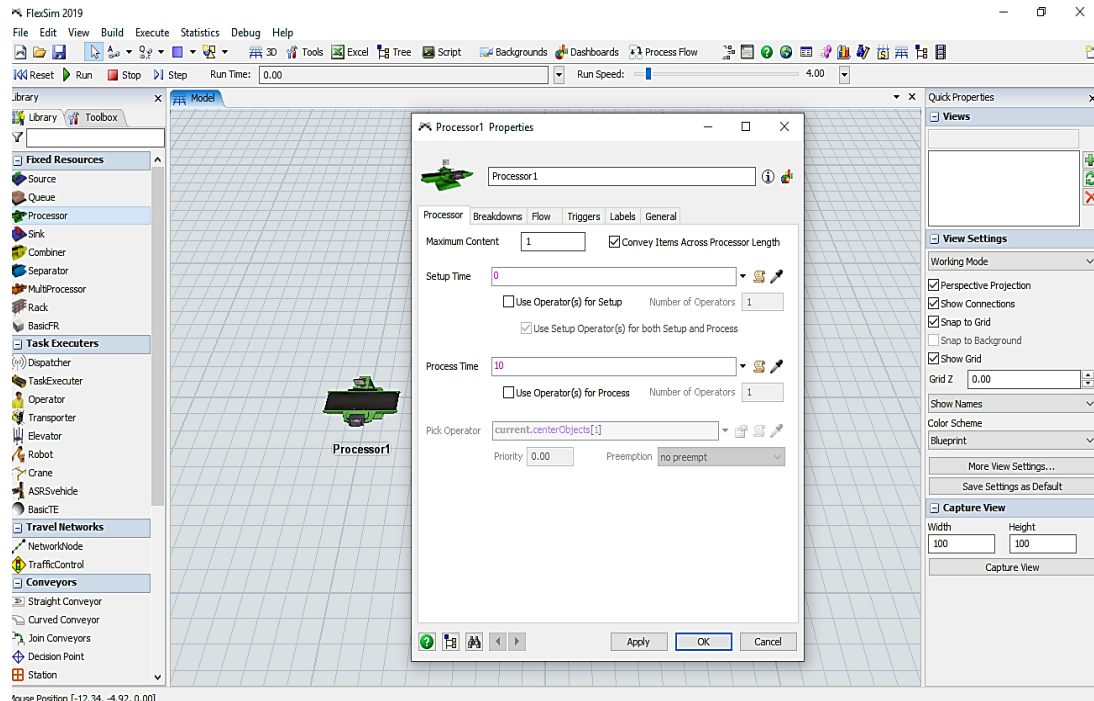 FlexSim 2019
File Edit View Build Execute Statistics Debug Help
3D Tools Excel Tree Script Backgrounds Dashboards Process Flow
Reset Run Stop Step Run Time: 0.00 Run Speed: 4.00
Library
Library Toolbox
Fixed Resources
Source
Queue
Processor
Sink
Combiner
Separator
MultiProcessor
Rack
BasicFR
Task Executers
Dispatcher
TaskExecuter
Operator
Transporter
Elevator
Robot
Crane
ASRSvehicle
BasicTE
Travel Networks
NetworkNode
TrafficControl
Conveyors
Straight Conveyor
Curved Conveyor
Join Conveyors
Decision Point
Station
Model
Processor1
Processor1 Properties
Processor1
Processor Breakdowns Flow Triggers Labels General
Maximum Content 1 Convey Items Across Processor Length
Setup Time 0
Use Operator(s) for Setup Number of Operators 1
Use Setup Operator(s) for both Setup and Process
Process Time 10
Use Operator(s) for Process Number of Operators 1
Pick Operator current.centerObjects[1]
Priority 0.00 Preemption no preempt
Apply OK Cancel
Quick Properties
Views
View Settings
Working Mode
Perspective Projection
Show Connections
Snap to Grid
Snap to Background
Show Grid
Grid Z 0.00
Show Names
Color Scheme
Blueprint
More View Settings...
Save Settings as Default
Capture View
Width Height
100 100
Capture View
Mouse Position [-12.34, -4.92, 0.00]